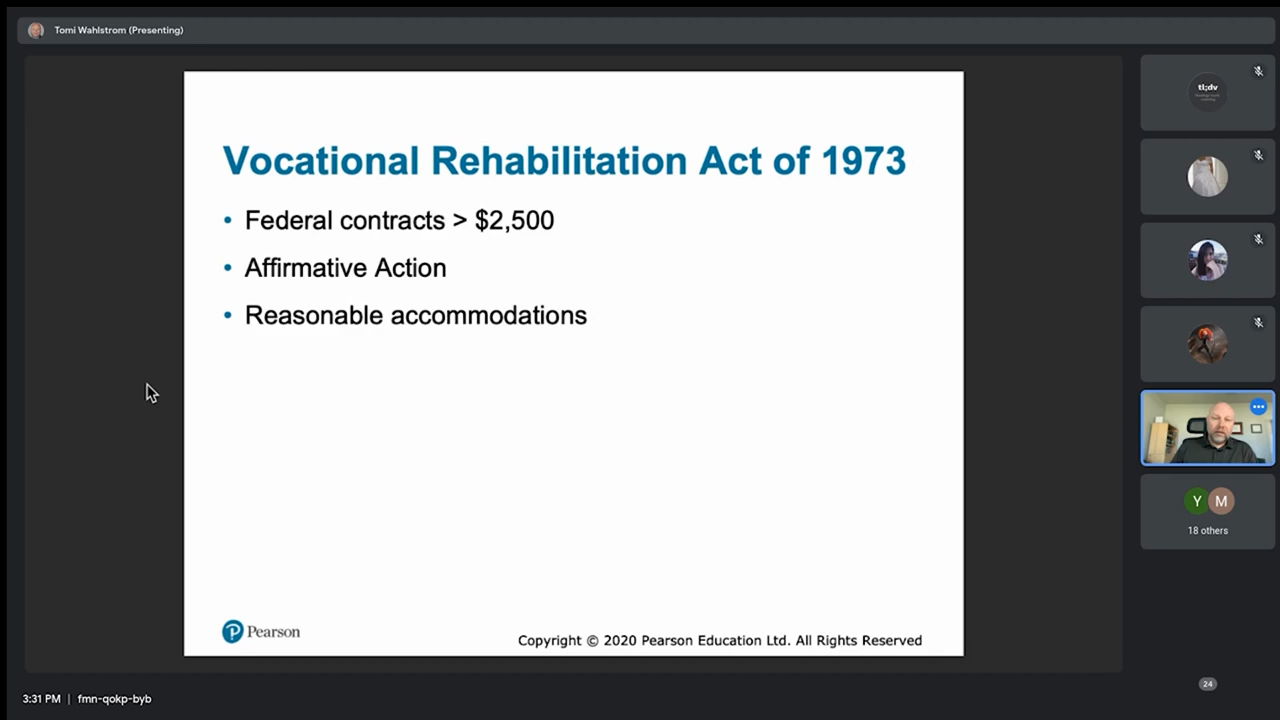 Tomi Wahlstrom (Presenting)
Vocational Rehabilitation Act of 1973
• Federal contracts > $2,500
• Affirmative Action
• Reasonable accommodations
P Pearson
Copyright © 2020 Pearson Education Ltd. All Rights Reserved
tl;dv
Y M
18 others
3:31 PM | fmn-qokp-byb
24